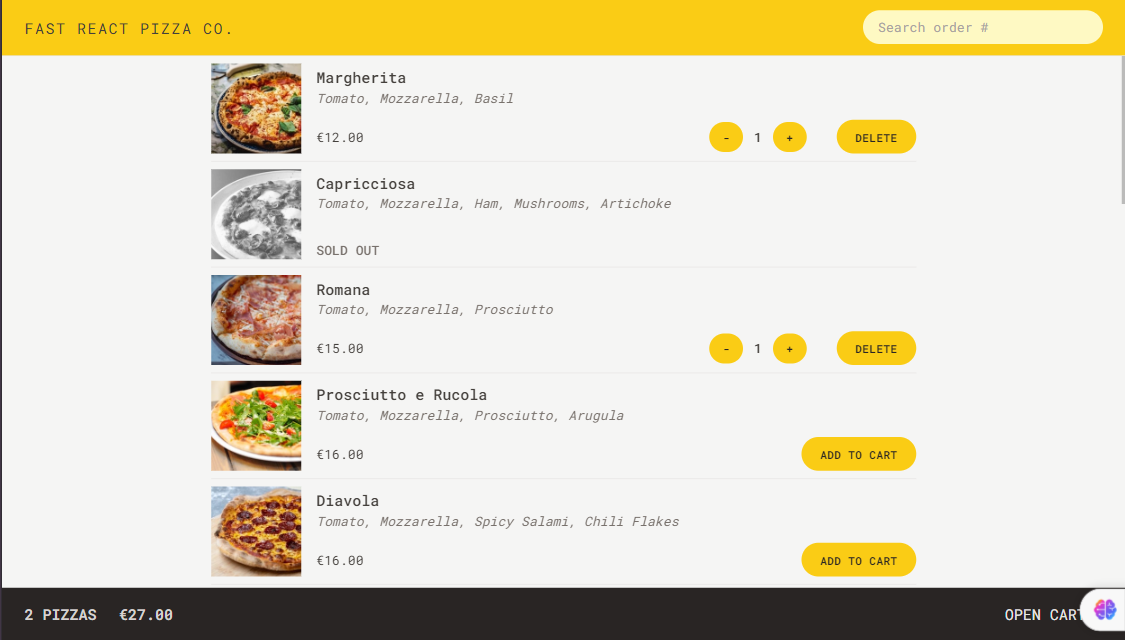 FAST REACT PIZZA CO.
Search order #
Margherita
Tomato, Mozzarella, Basil
€12.00
- 1 + DELETE
Capricciosa
Tomato, Mozzarella, Ham, Mushrooms, Artichoke
SOLD OUT
Romana
Tomato, Mozzarella, Prosciutto
€15.00
- 1 + DELETE
Prosciutto e Rucola
Tomato, Mozzarella, Prosciutto, Arugula
€16.00
ADD TO CART
Diavola
Tomato, Mozzarella, Spicy Salami, Chili Flakes
€16.00
ADD TO CART
2 PIZZAS €27.00
OPEN CART